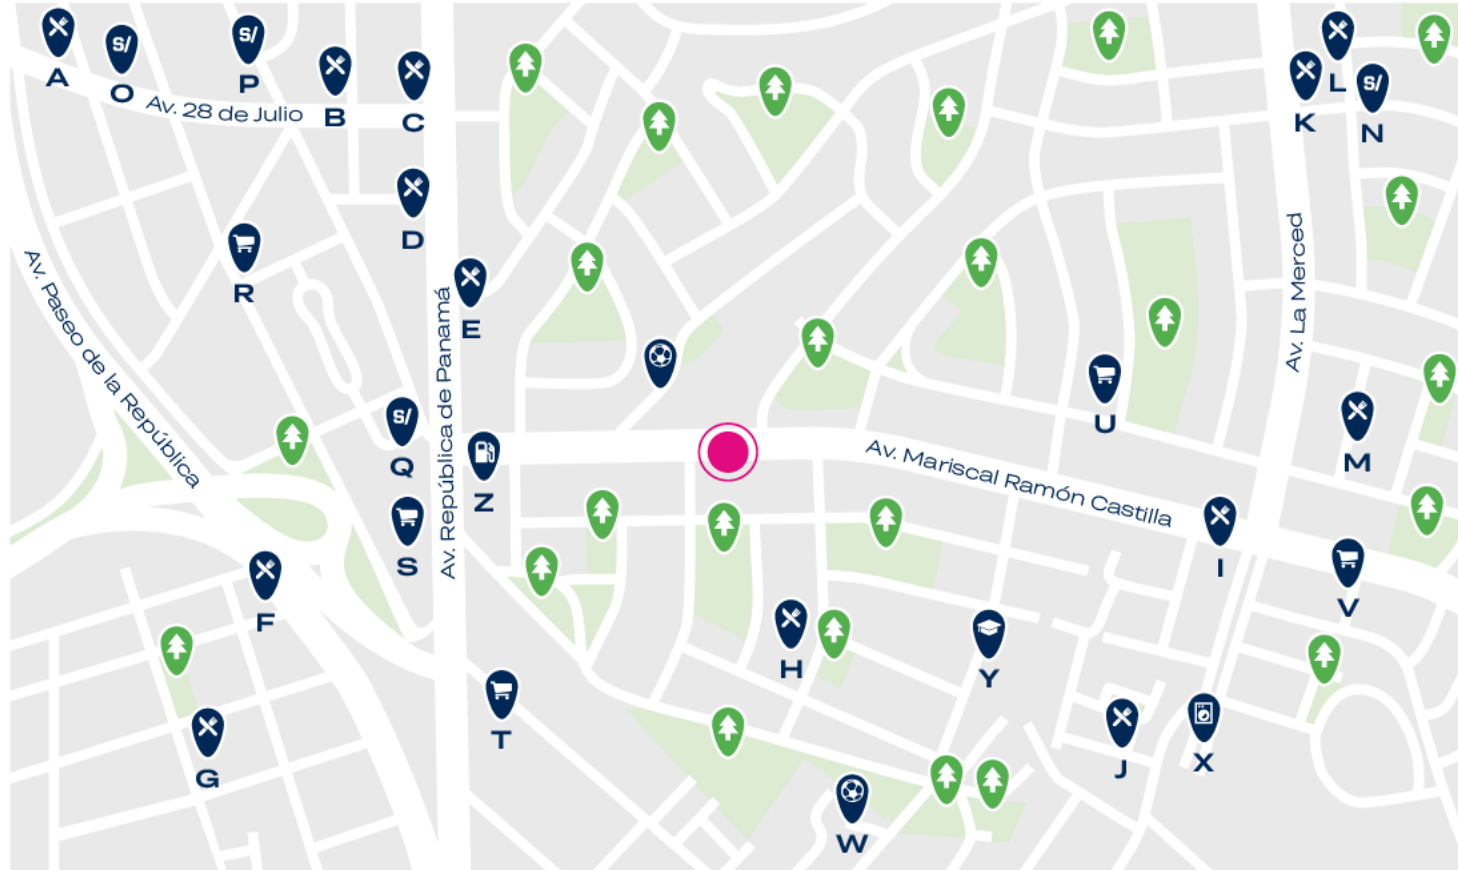 S/
S/
S/
A
O
P
B
C
L
K
N
Av. 28 de Julio
D
R
E
Av. Paseo de la República
Av. República de Panamá
Av. La Merced
U
S/
Q
Z
M
Av. Mariscal Ramón Castilla
S
I
V
F
H
Y
T
G
J
X
W
S/